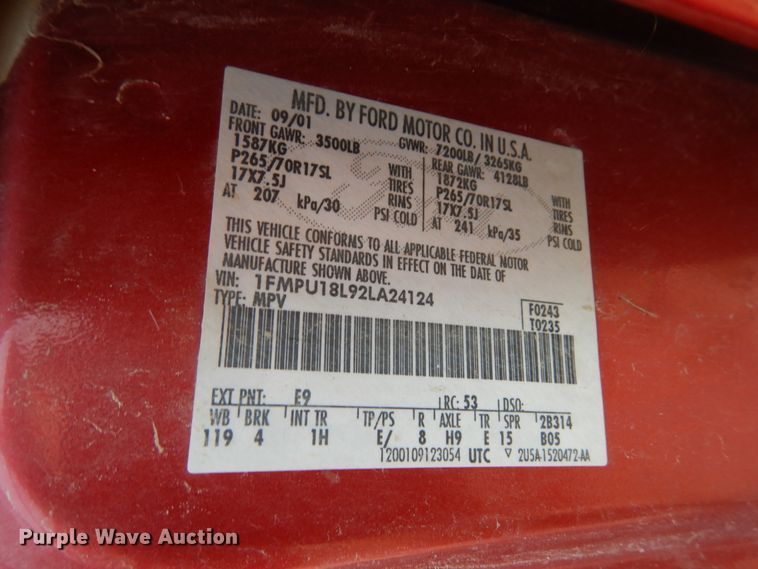 MFD. BY FORD MOTOR CO. IN U.S.A.
DATE: 09/01 GVWR: 7200LB/ 3265KG
FRONT GAWR: 3500LB REAR GAWR: 4128LB
1587KG WITH 1872KG WITH
P265/70R17SL TIRES P265/70R17SL TIRES
17X7.5J RIMS 17X7.5J RIMS
AT 207 kPa/30 PSI COLD AT 241 kPa/35 PSI COLD
THIS VEHICLE CONFORMS TO ALL APPLICABLE FEDERAL MOTOR
VEHICLE SAFETY STANDARDS IN EFFECT ON THE DATE OF
MANUFACTURE SHOWN ABOVE.
VIN: 1FMPU18L92LA24124 F0243
TYPE: MPV T0235
EXT PNT: E9 RC: 53 DSO:
WB BRK INT TR TP/PS R AXLE TR SPR 2B314
119 4 1H E/ 8 H9 E 15 B05
1200109123054 UTC ▽ 2U5A-1520472-AA
Purple Wave Auction®